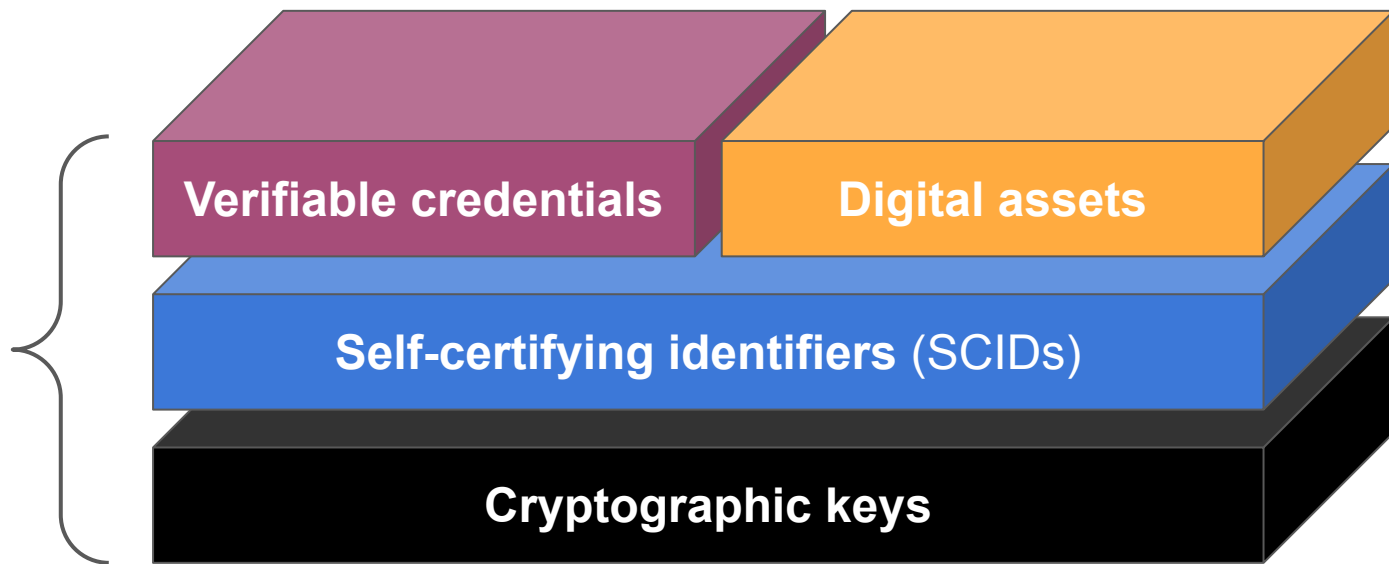 Verifiable credentials
Digital assets
Self-certifying identifiers (SCIDs)
Cryptographic keys